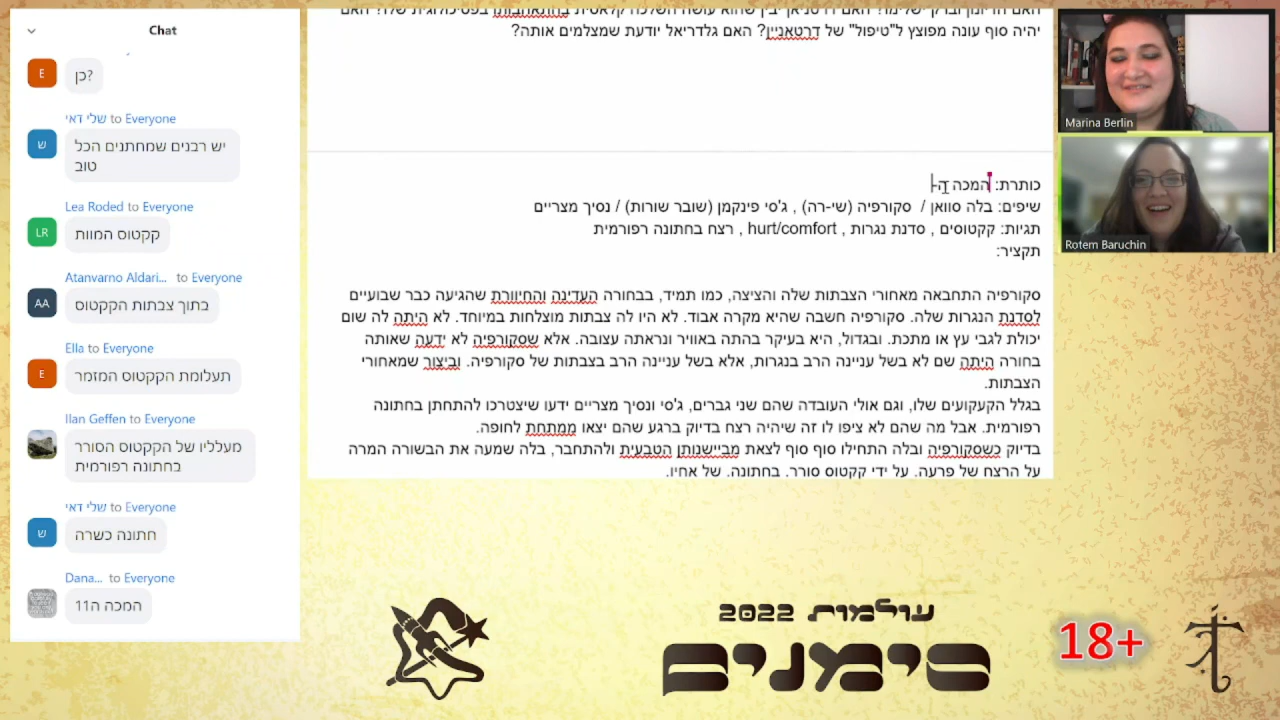 Chat
E
כן?
שלי דאי to Everyone
ש
יש רבנים שמחתנים הכל
טוב
Lea Roded to Everyone
LR
קקטוס המוות
Atanvarno Aldari... to Everyone
AA
בתוך צבתות הקקטוס
Ella to Everyone
E
תעלומת הקקטוס המזמר
Ilan Geffen to Everyone
מעלליו של הקקטוס הסורר
בחתונה רפורמית
שלי דאי to Everyone
ש
חתונה כשרה
Dana... to Everyone
המכה ה11
יהיה סוף עונה מפוצץ ל"טיפול" של דרטאניין? האם גלדריאל יודעת שמצלמים אותה?
כותרת: המכה ה-
שיפים: בלה סוואן / סקורפיה (שי-רה) , ג'סי פינקמן (שובר שורות) / נסיך מצריים
תגיות: קקטוסים , סדנת נגרות , hurt/comfort , רצח בחתונה רפורמית
תקציר:
סקורפיה התחבאה מאחורי הצבתות שלה והציצה, כמו תמיד, בבחורה העדינה והחיוורת שהגיעה כבר שבועיים
לסדנת הנגרות שלה. סקורפיה חשבה שהיא מקרה אבוד. לא היו לה צבתות מוצלחות במיוחד. לא היתה לה שום
יכולת לגבי עץ או מתכת. ובגדול, היא בעיקר בהתה באוויר ונראתה עצובה. אלא שסקורפיה לא ידעה שאותה
בחורה היתה שם לא בשל עניינה הרב בנגרות, אלא בשל עניינה הרב בצבתות של סקורפיה. וביצור שמאחורי
הצבתות.
בגלל הקעקועים שלו, וגם אולי העובדה שהם שני גברים, ג'סי ונסיך מצריים ידעו שיצטרכו להתחתן בחתונה
רפורמית. אבל מה שהם לא ציפו לו זה שיהיה רצח בדיוק ברגע שהם יצאו ממתחת לחופה.
בדיוק כשסקורפיה ובלה התחילו סוף סוף לצאת מביישנותן הטבעית ולהתחבר, בלה שמעה את הבשורה המרה
על הרצח של פרעה. על ידי קקטוס סורר. בחתונה. של אחיו.
Marina Berlin
Rotem Baruchin
עולמות 2022
סימנים
18+